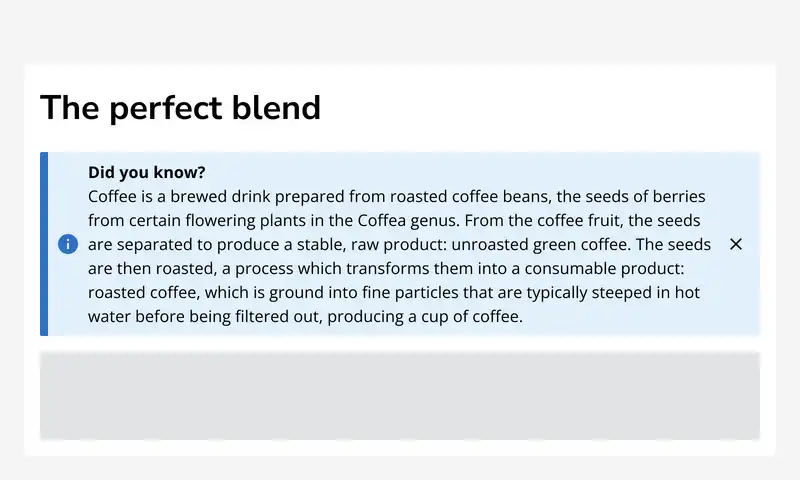 The perfect blend
Did you know?
Coffee is a brewed drink prepared from roasted coffee beans, the seeds of berries
from certain flowering plants in the Coffea genus. From the coffee fruit, the seeds
are separated to produce a stable, raw product: unroasted green coffee. The seeds
are then roasted, a process which transforms them into a consumable product:
roasted coffee, which is ground into fine particles that are typically steeped in hot
water before being filtered out, producing a cup of coffee.